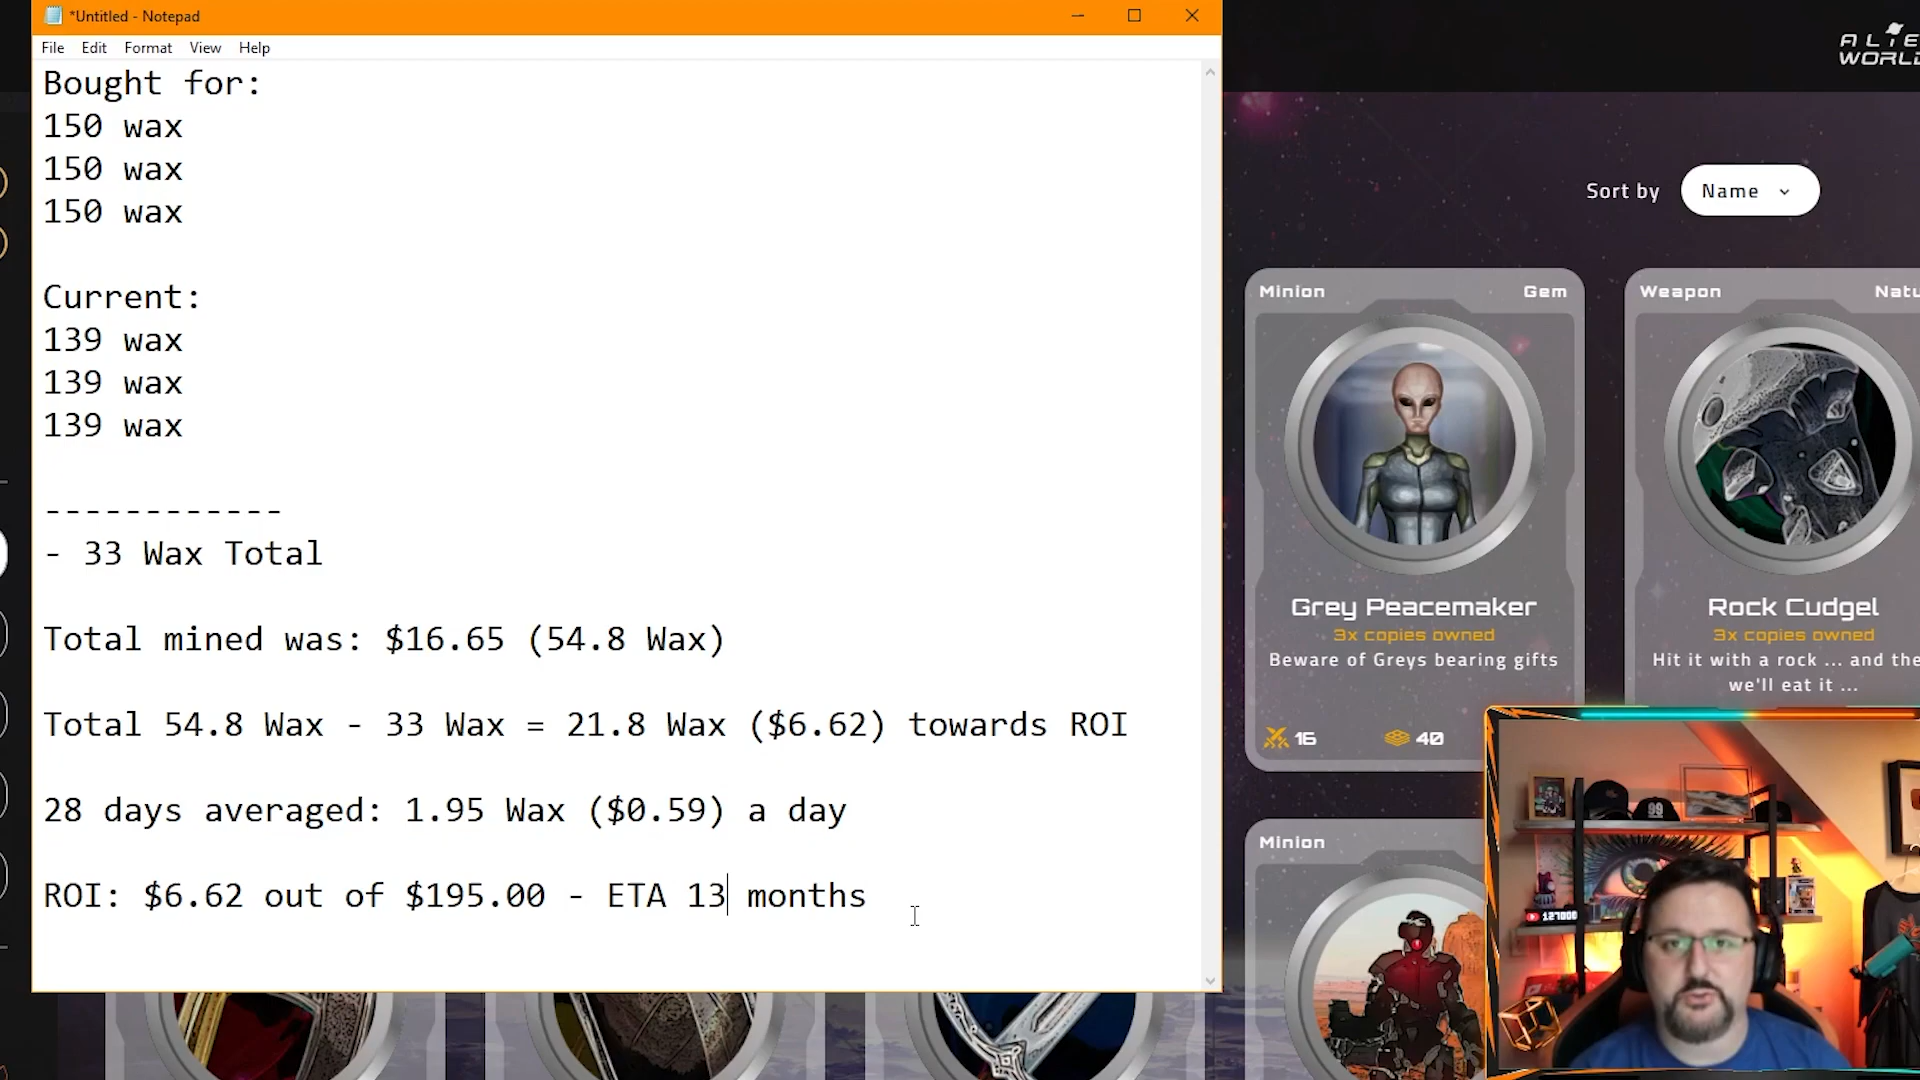 *Untitled - Notepad
File Edit Format View Help
Bought for:
150 wax
150 wax
150 wax
Current:
139 wax
139 wax
139 wax
------------
- 33 Wax Total
Total mined was: $16.65 (54.8 Wax)
Total 54.8 Wax - 33 Wax = 21.8 Wax ($6.62) towards ROI
28 days averaged: 1.95 Wax ($0.59) a day
ROI: $6.62 out of $195.00 - ETA 13 months
ALIE
WORLD
Sort by Name
Minion Gem
Grey Peacemaker
3x copies owned
Beware of Greys bearing gifts
16 40
Weapon Natu
Rock Cudgel
3x copies owned
Hit it with a rock ... and the
we'll eat it ...
Minion
99
127000